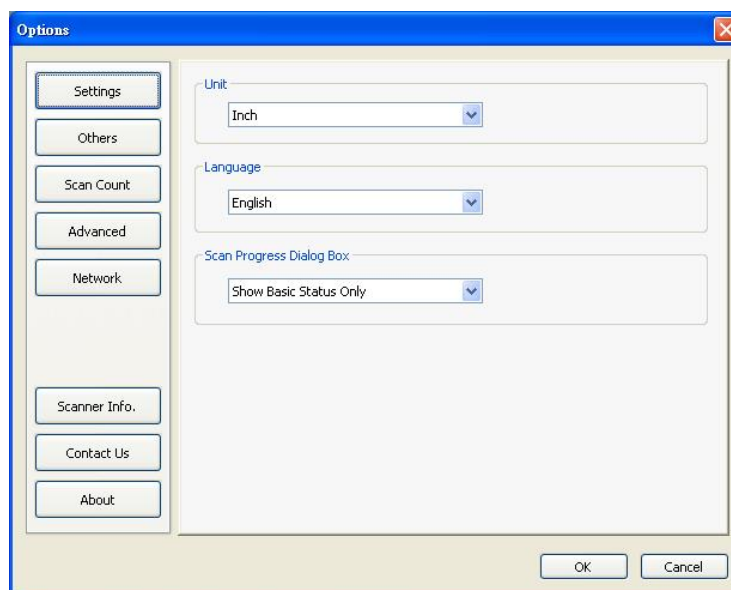 Options
Settings
Others
Scan Count
Advanced
Network
Scanner Info.
Contact Us
About
Unit
Inch
Language
English
Scan Progress Dialog Box
Show Basic Status Only
OK
Cancel